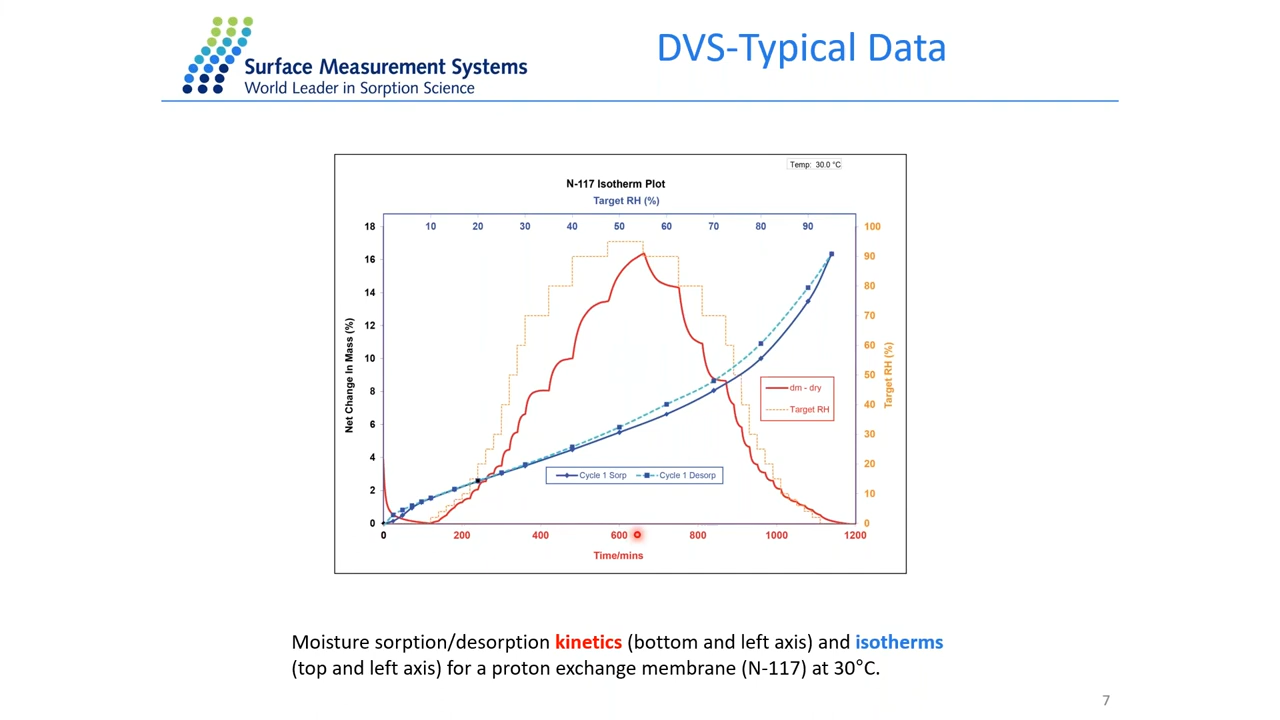 Surface Measurement Systems
World Leader in Sorption Science
DVS-Typical Data
Temp: 30.0 °C
N-117 Isotherm Plot
Target RH (%)
10 20 30 40 50 60 70 80 90
18
16
14
12
10
8
6
4
2
0
Net Change In Mass (%)
100
90
80
70
60
50
40
30
20
10
0
Target RH (%)
dm - dry
Target RH
Cycle 1 Sorp Cycle 1 Desorp
0 200 400 600 800 1000 1200
Time/mins
Moisture sorption/desorption kinetics (bottom and left axis) and isotherms
(top and left axis) for a proton exchange membrane (N-117) at 30°C.
7